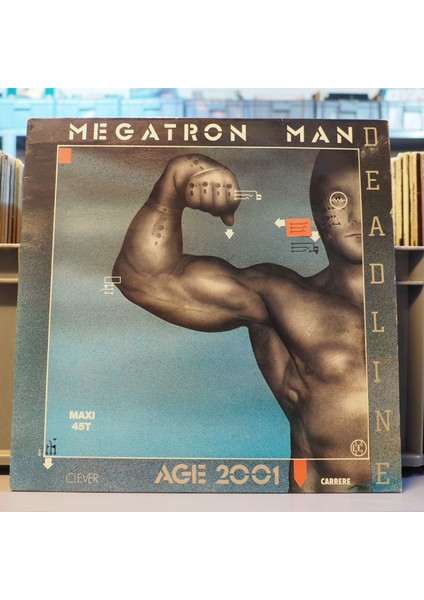 MEGATRON MAN
DEADLINE
MAXI
45T
CLEVER
AGE 2001
CARRERE